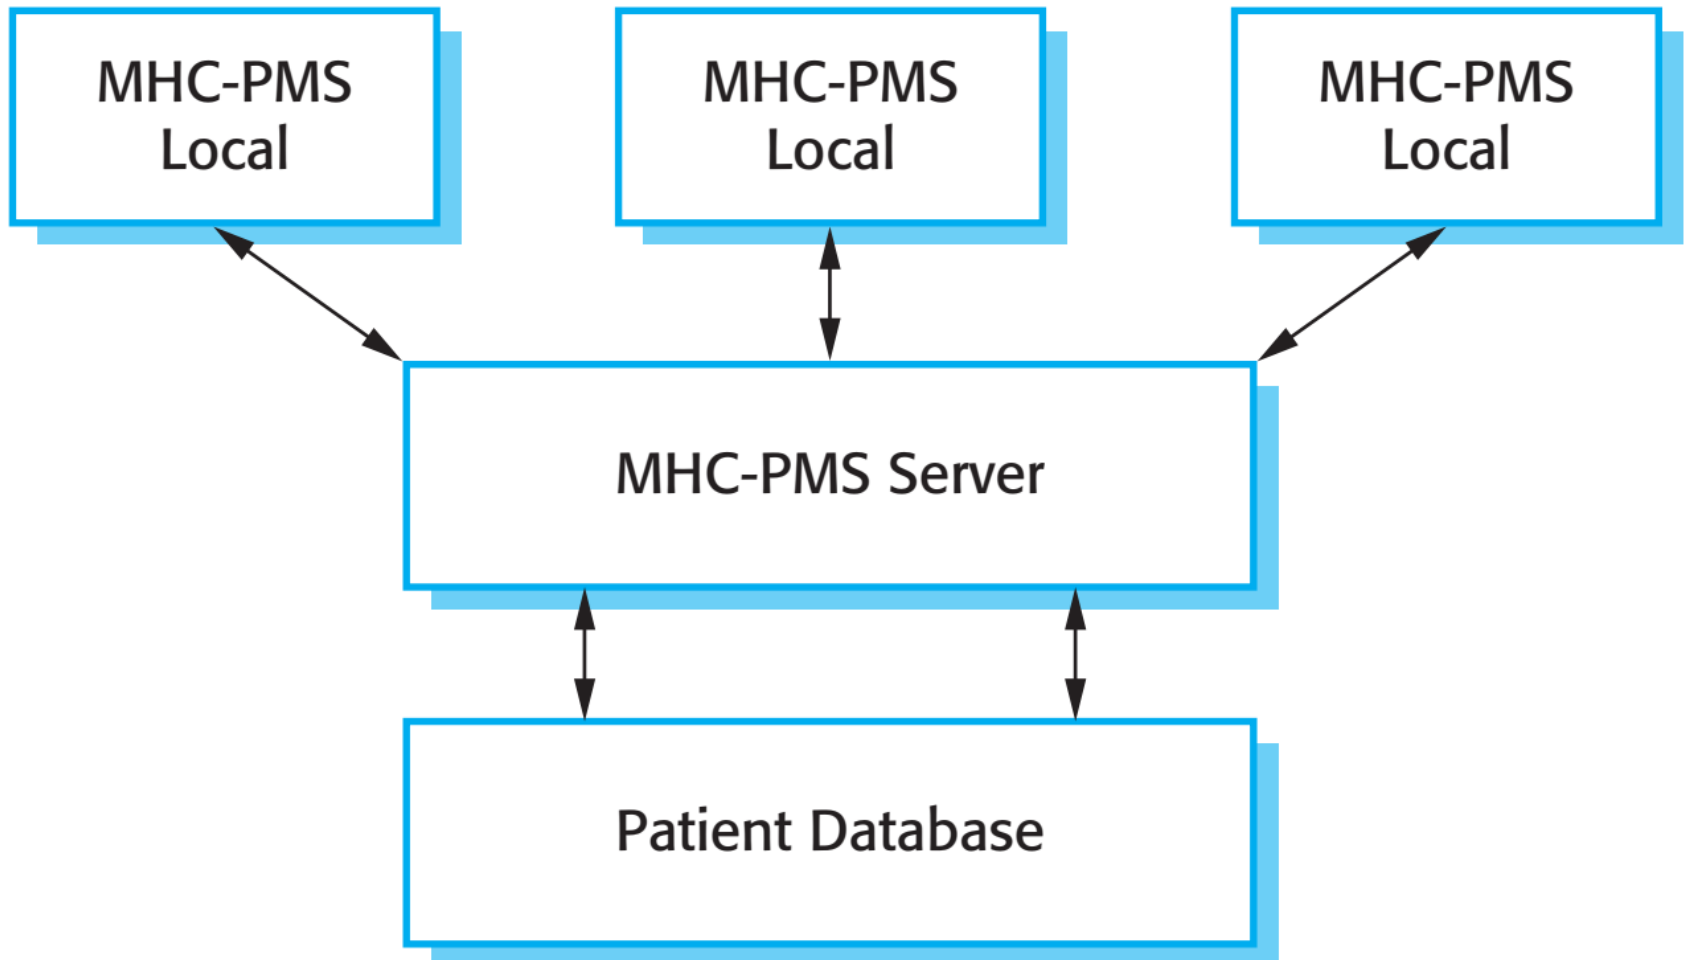 MHC-PMS
Local
MHC-PMS
Local
MHC-PMS
Local
MHC-PMS Server
Patient Database